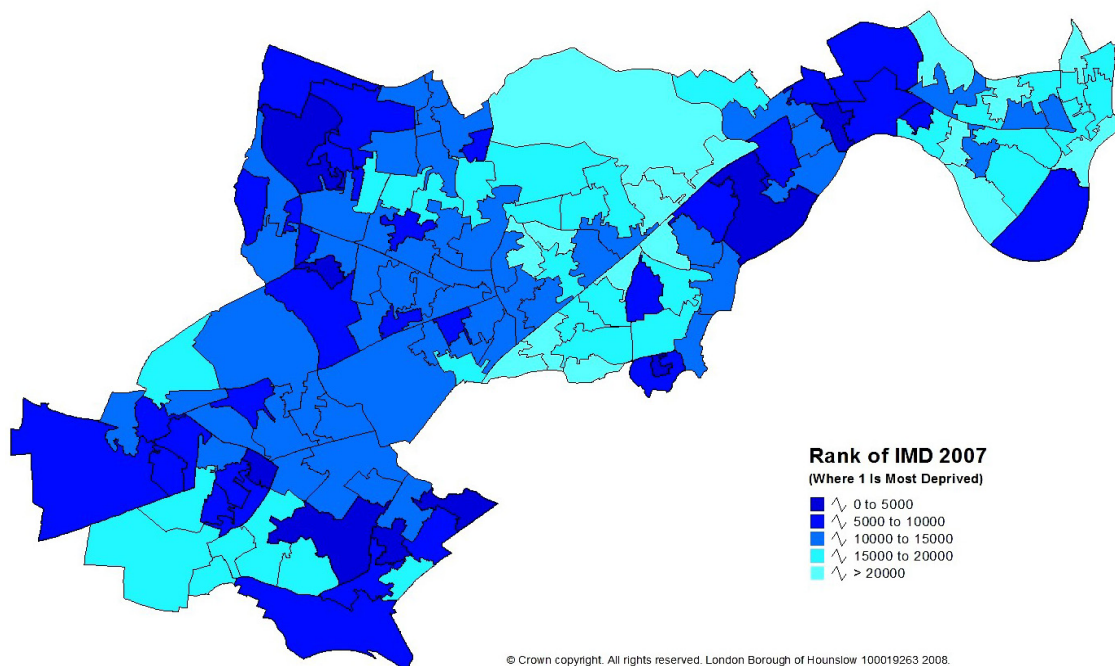 Rank of IMD 2007
(Where 1 Is Most Deprived)
0 to 5000
5000 to 10000
10000 to 15000
15000 to 20000
> 20000
© Crown copyright. All rights reserved. London Borough of Hounslow 100019263 2008.